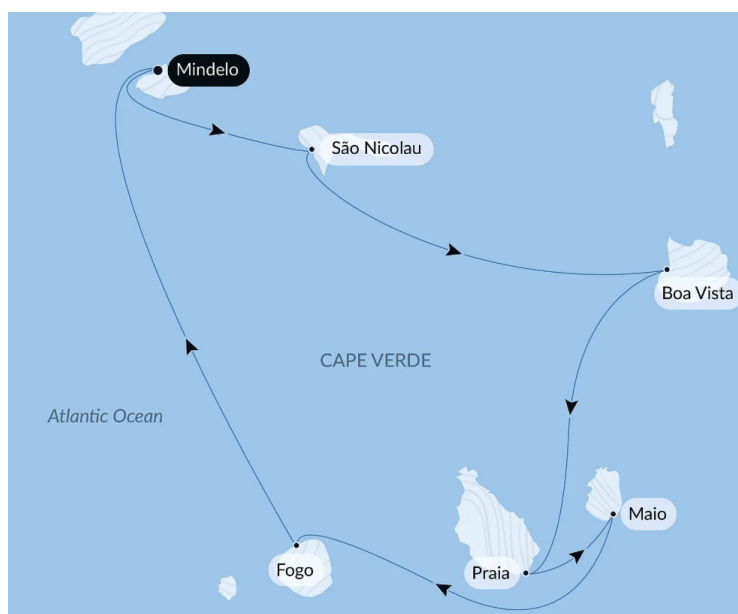 Mindelo
São Nicolau
Boa Vista
CAPE VERDE
Atlantic Ocean
Maio
Praia
Fogo